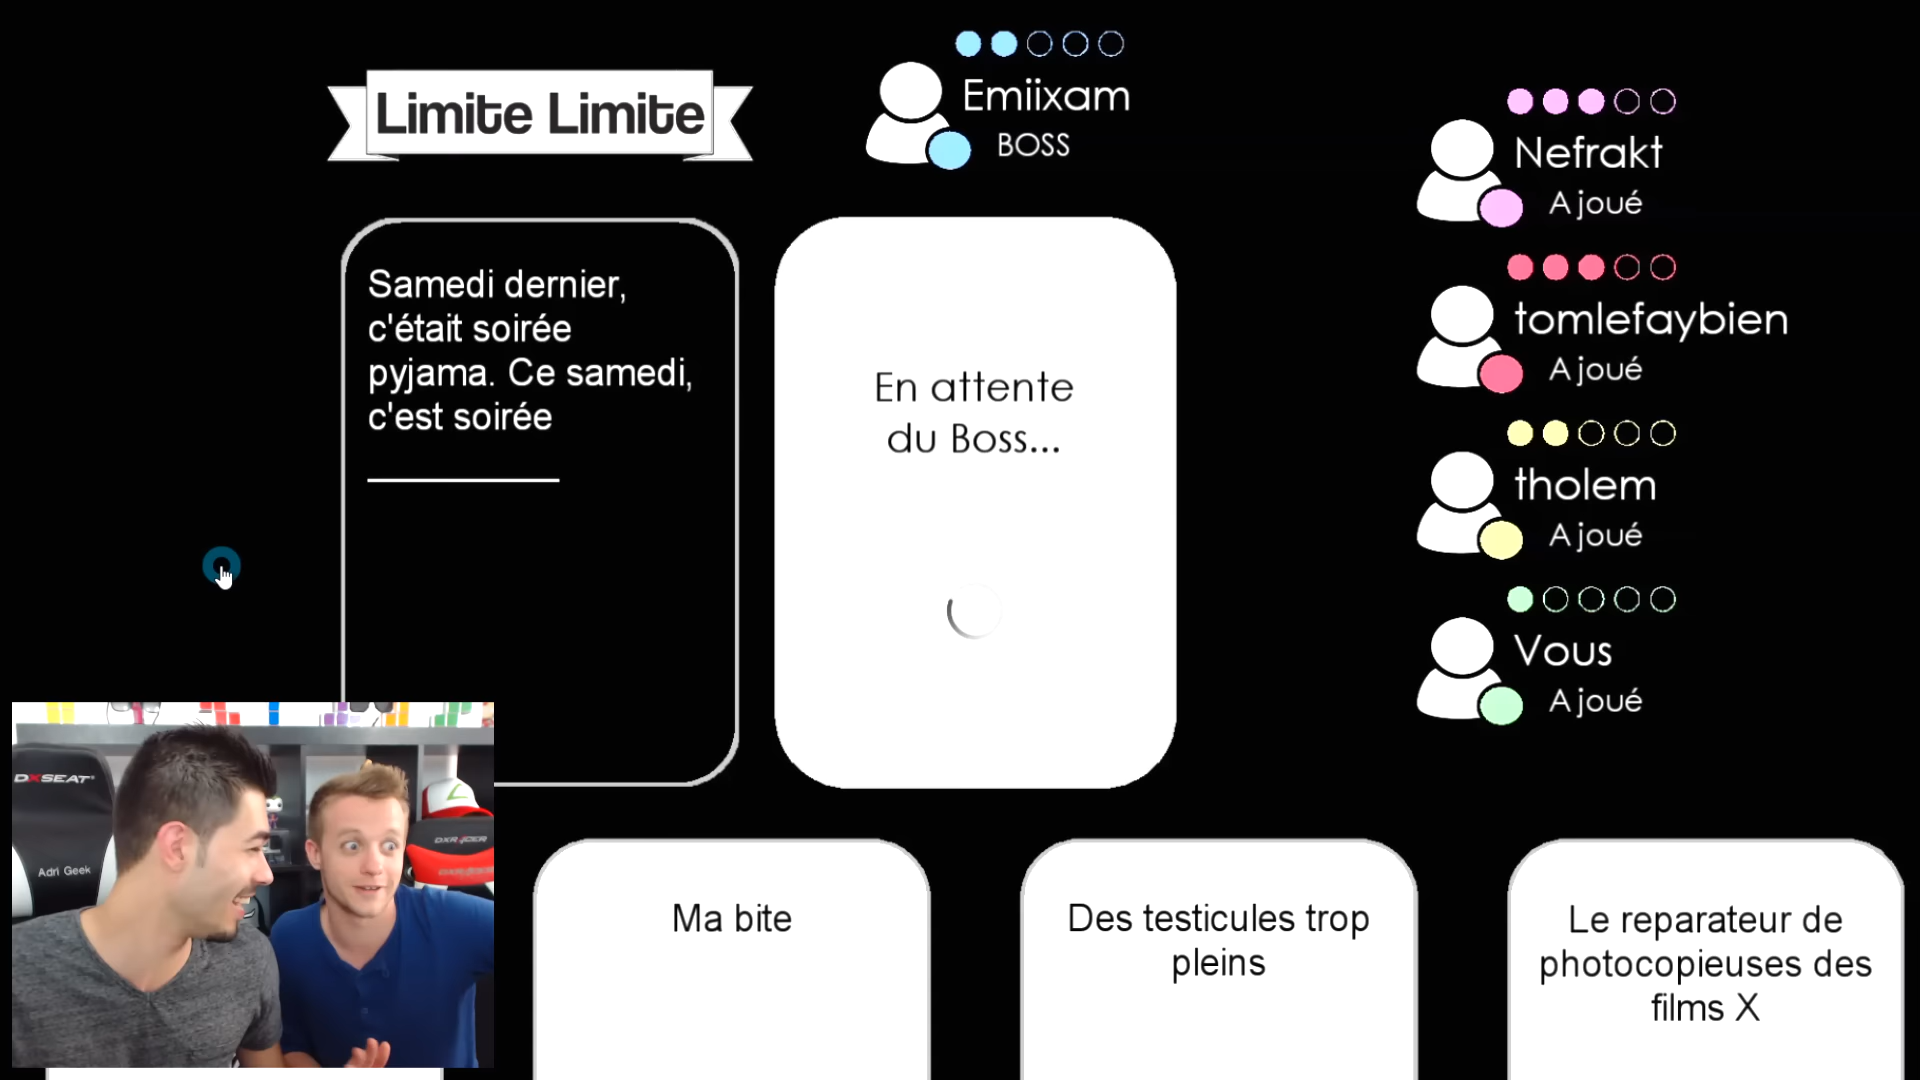 Limite Limite
Emiixam
BOSS
Samedi dernier,
c'était soirée
pyjama. Ce samedi,
c'est soirée
En attente
du Boss...
Nefrakt
A joué
tomlefaybien
A joué
tholem
A joué
Vous
A joué
DXSEAT
Adri Geek
DXRACER
Ma bite
Des testicules trop
pleins
Le reparateur de
photocopieuses des
films X